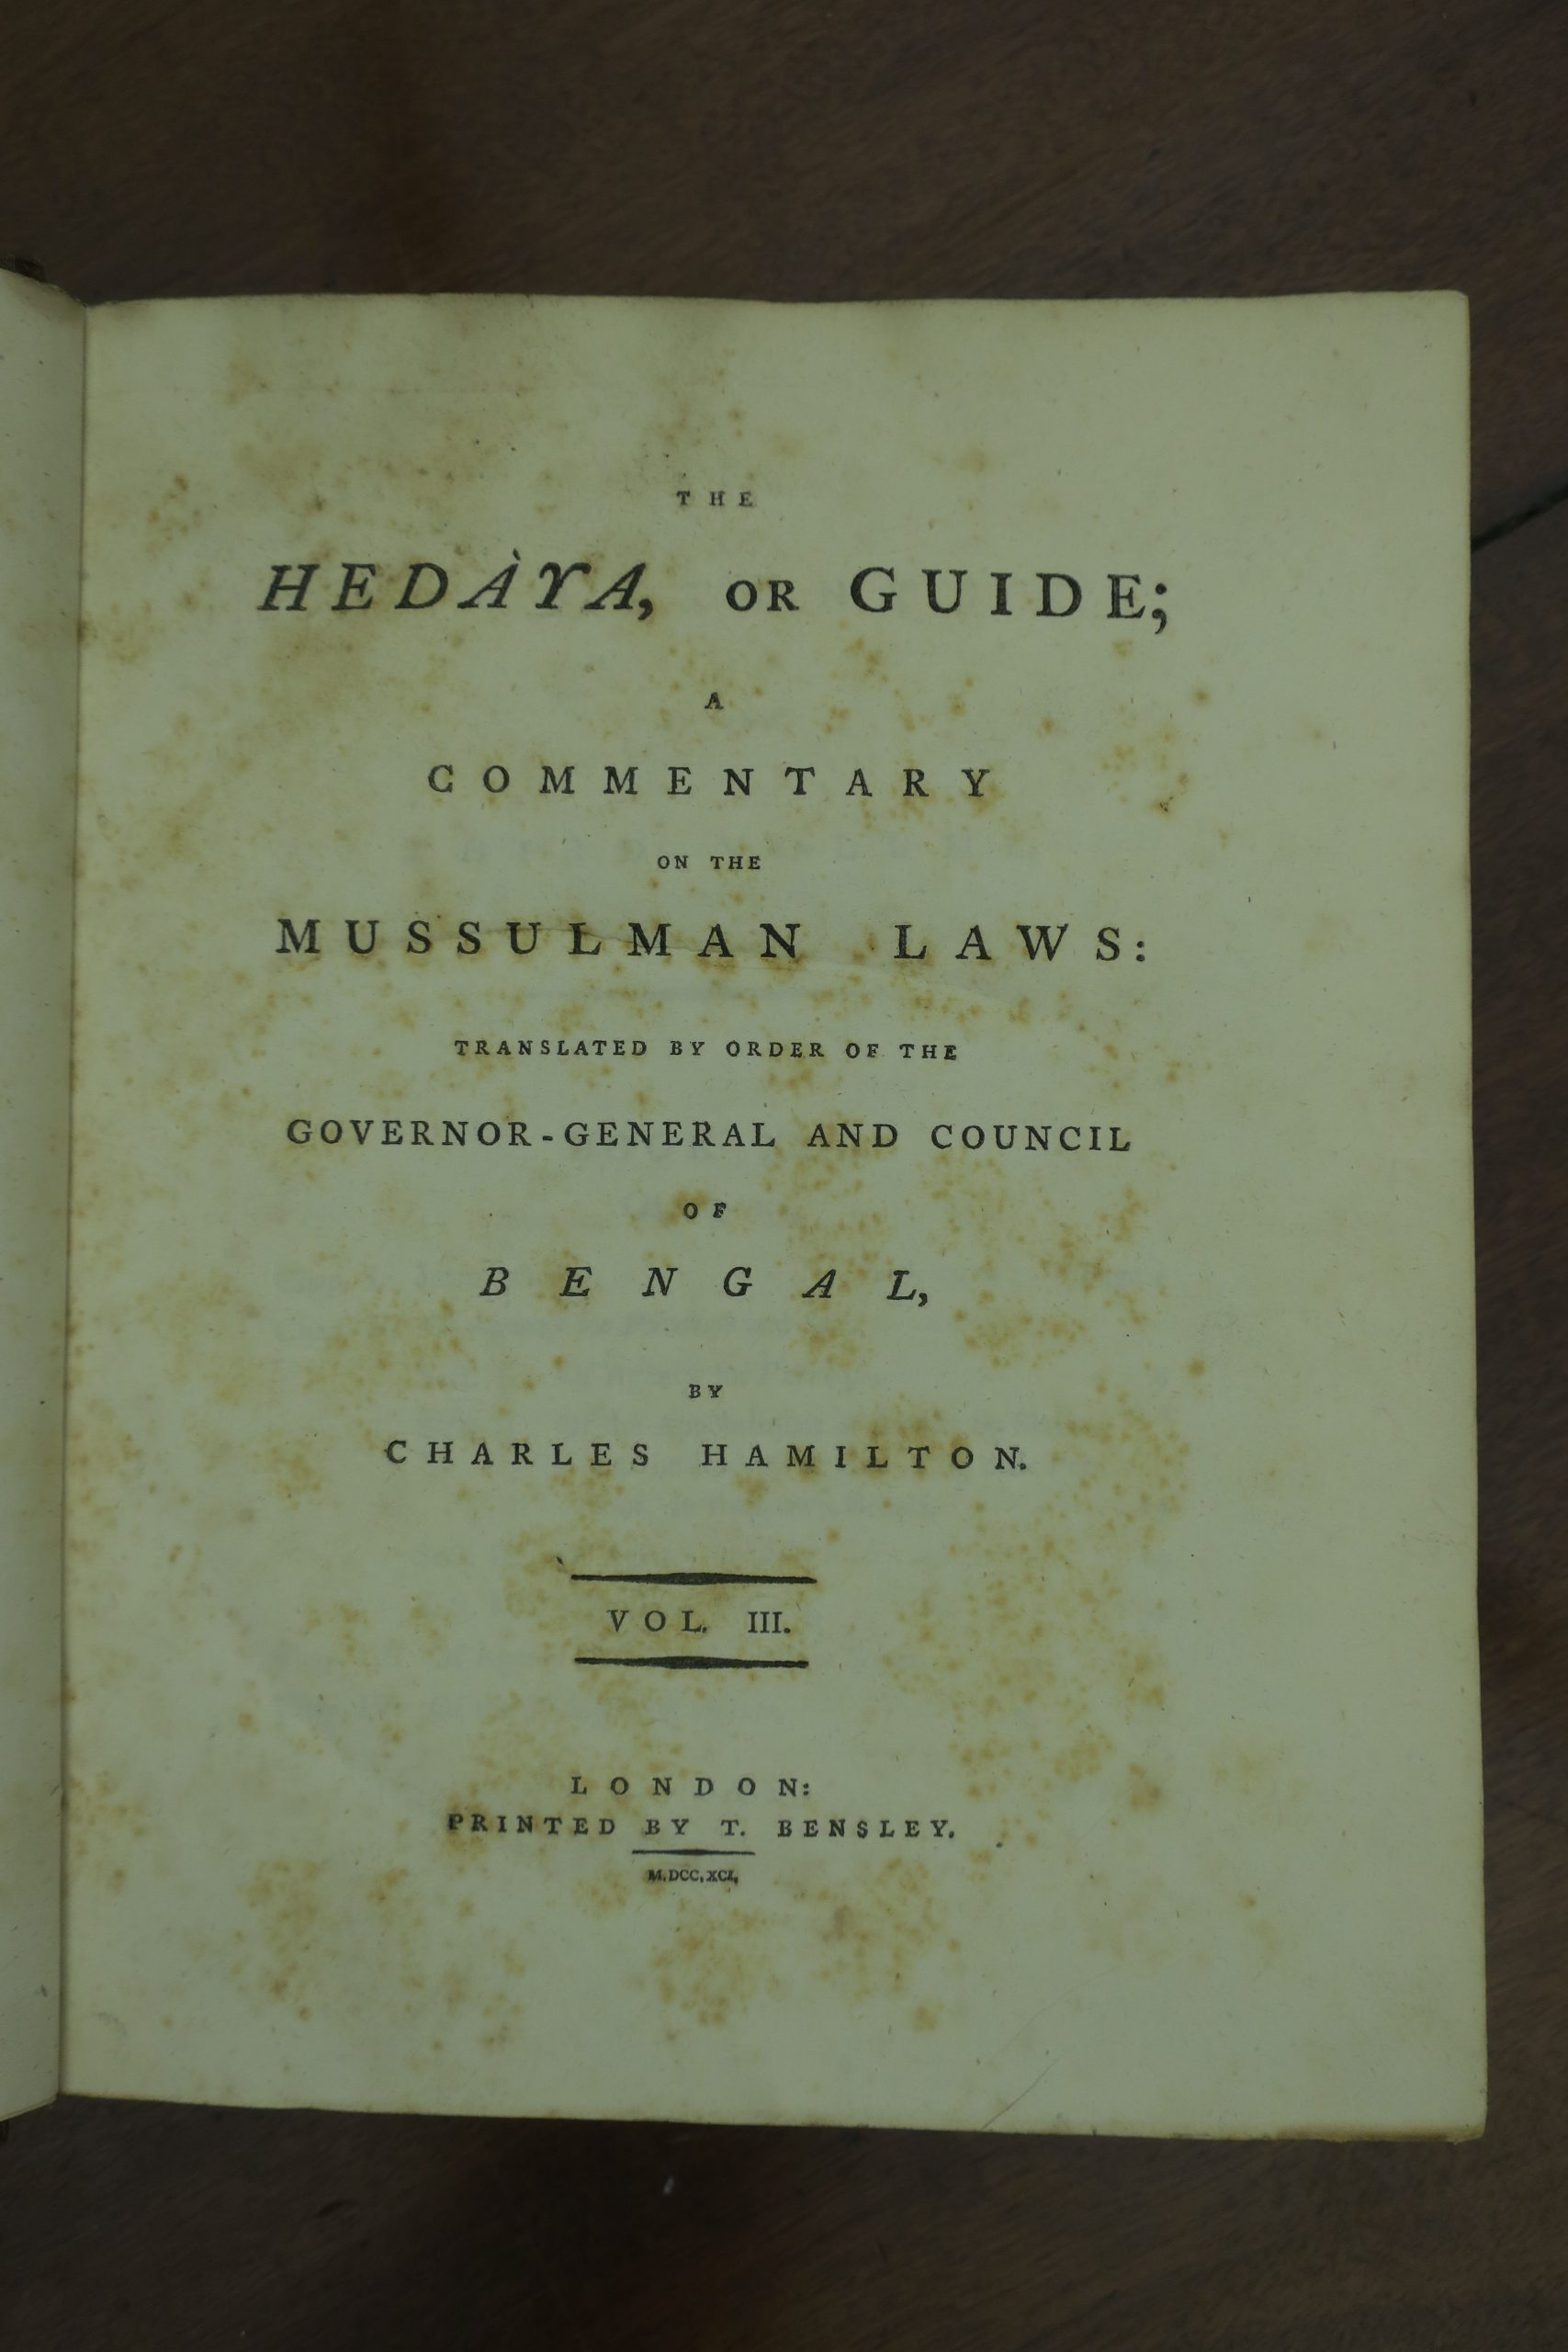 THE
HEDÀYA, OR GUIDE;
A
COMMENTARY
ON THE
MUSSULMAN LAWS:
TRANSLATED BY ORDER OF THE
GOVERNOR-GENERAL AND COUNCIL
OF
BENGAL,
BY
CHARLES HAMILTON.
VOL. III.
LONDON:
PRINTED BY T. BENSLEY.
M.DCC.XCI.